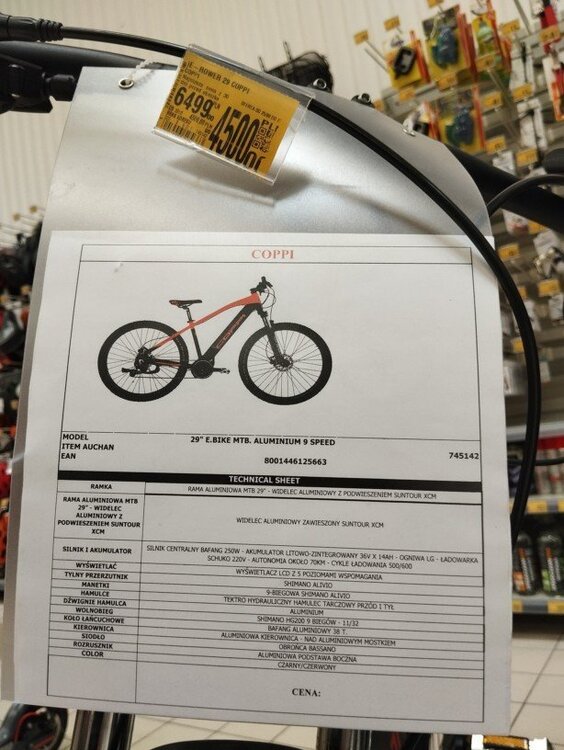 E - ROWER 29 COPPI
COPPI
6499,00
4500,00
COPPI
MODEL 29" E.BIKE MTB. ALUMINIUM 9 SPEED
ITEM AUCHAN 745142
EAN 8001446125663
TECHNICAL SHEET
RAMKA RAMA ALUMINIOWA MTB 29" - WIDELEC ALUMINIOWY Z PODWIESZENIEM SUNTOUR XCM
RAMA ALUMINIOWA MTB
29" - WIDELEC
ALUMINIOWY Z
PODWIESZENIEM SUNTOUR
XCM
WIDELEC ALUMINIOWY ZAWIESZONY SUNTOUR XCM
SILNIK I AKUMULATOR SILNIK CENTRALNY BAFANG 250W - AKUMULATOR LITOWO-ZINTEGROWANY 36V X 14AH - OGNIWA LG - ŁADOWARKA
SCHUKO 220V - AUTONOMIA OKOŁO 70KM - CYKLE ŁADOWANIA 500/600
WYŚWIETLAĆ WYŚWIETLACZ LCD Z 5 POZIOMAMI WSPOMAGANIA
TYLNY PRZERZUTNIK SHIMANO ALIVIO
MANETKI 9-BIEGOWA SHIMANO ALIVIO
HAMULCE TEKTRO HYDRAULICZNY HAMULEC TARCZOWY PRZÓD I TYŁ
DŹWIGNIE HAMULCA ALUMINIUM
WOLNOBIEG SHIMANO HG200 9 BIEGÓW - 11/32
KOŁO ŁAŃCUCHOWE BAFANG ALUMINIOWY 38 T.
KIEROWNICA ALUMINIOWA KIEROWNICA - NAD ALUMINIOWYM MOSTKIEM
SIODŁO OBROŃCA BASSANO
ROZRUSZNIK ALUMINIOWA PODSTAWA BOCZNA
COLOR CZARNY/CZERWONY
CENA: